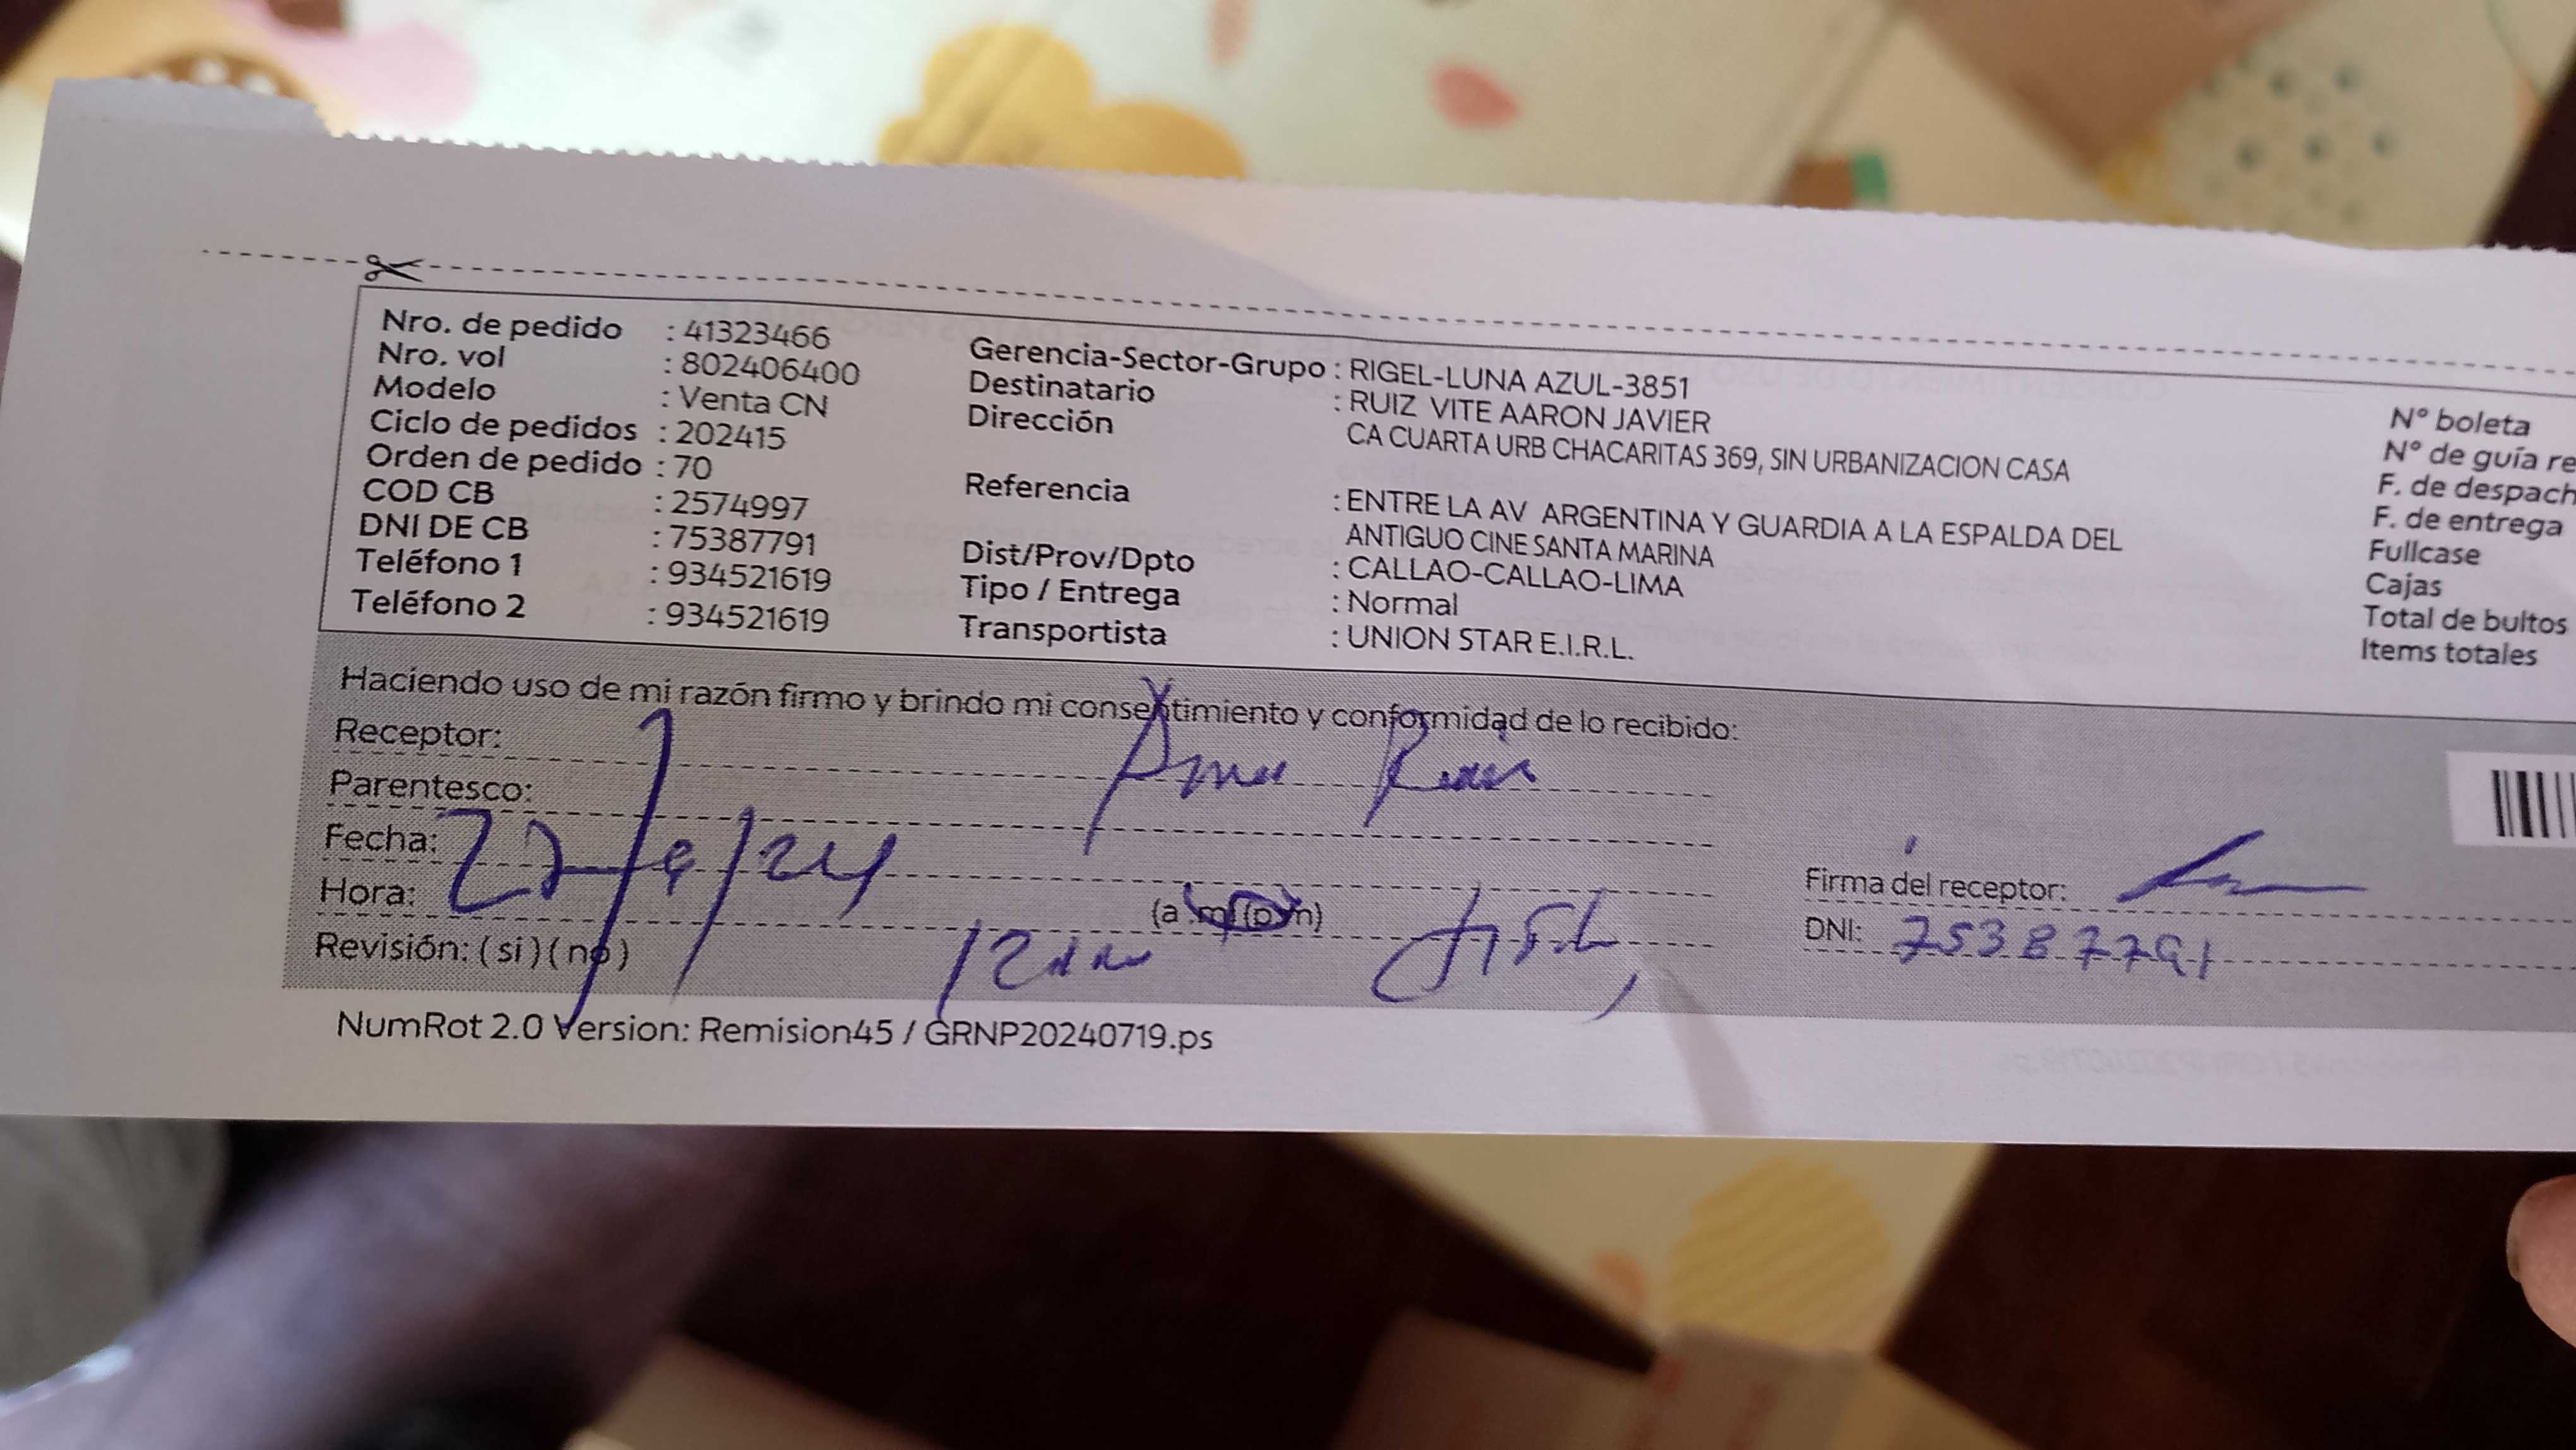 Nro. de pedido : 41323466
Nro. vol : 802406400
Modelo : Venta CN
Ciclo de pedidos : 202415
Orden de pedido : 70
COD CB : 2574997
DNI DE CB : 75387791
Teléfono 1 : 934521619
Teléfono 2 : 934521619
Gerencia-Sector-Grupo : RIGEL-LUNA AZUL-3851
Destinatario : RUIZ VITE AARON JAVIER
Dirección CA CUARTA URB CHACARITAS 369, SIN URBANIZACION CASA
Referencia : ENTRE LA AV ARGENTINA Y GUARDIA A LA ESPALDA DEL
ANTIGUO CINE SANTA MARINA
Dist/Prov/Dpto : CALLAO-CALLAO-LIMA
Tipo / Entrega : Normal
Transportista : UNION STAR E.I.R.L.
N° boleta
N° de guía re
F. de despach
F. de entrega
Fullcase
Cajas
Total de bultos
Items totales
Haciendo uso de mi razón firmo y brindo mi consentimiento y conformidad de lo recibido:
Receptor:
Parentesco:
Fecha:
Hora: (a m) (p m)
Revisión: ( si ) ( no )
Firma del receptor:
DNI: 75387791
NumRot 2.0 Version: Remision45 / GRNP20240719.ps